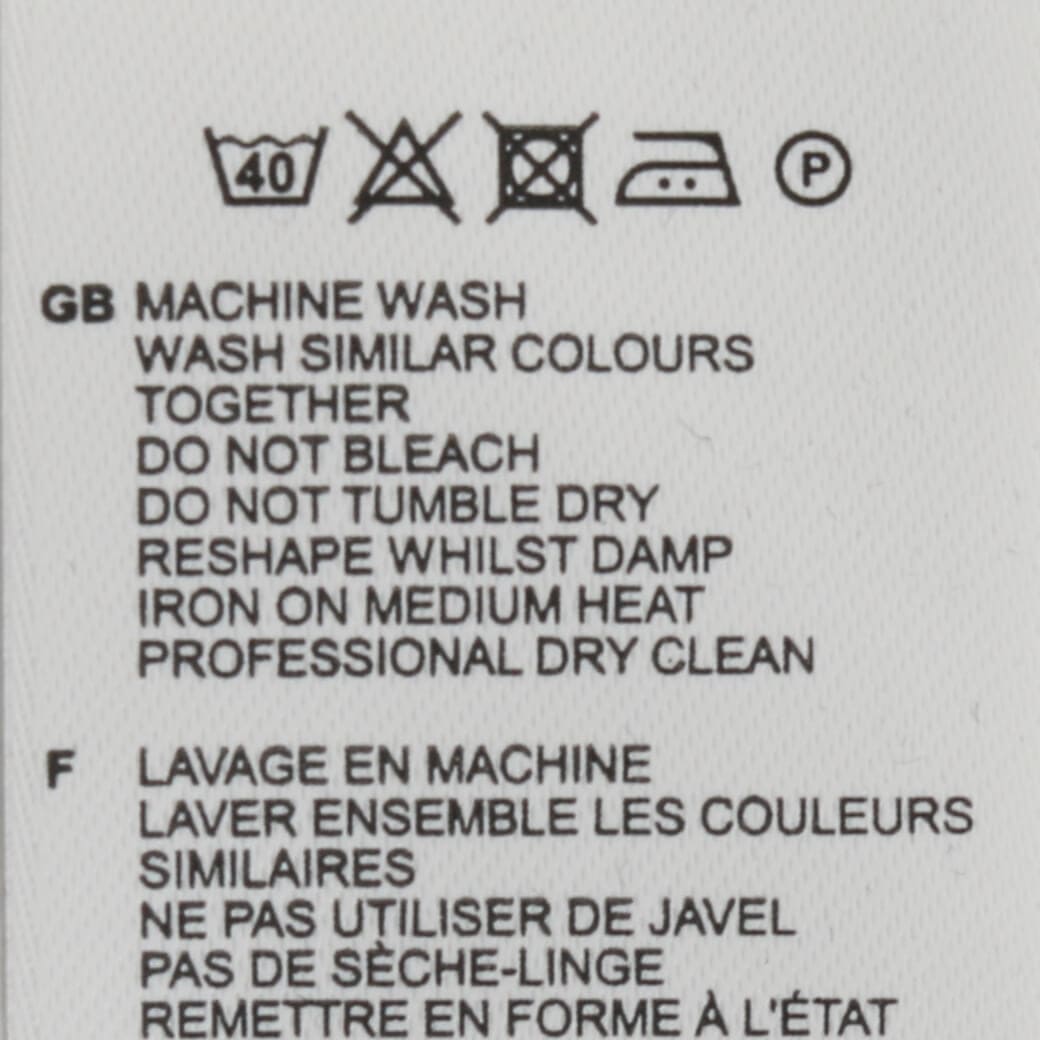 40 P
GB MACHINE WASH
WASH SIMILAR COLOURS
TOGETHER
DO NOT BLEACH
DO NOT TUMBLE DRY
RESHAPE WHILST DAMP
IRON ON MEDIUM HEAT
PROFESSIONAL DRY CLEAN
F LAVAGE EN MACHINE
LAVER ENSEMBLE LES COULEURS
SIMILAIRES
NE PAS UTILISER DE JAVEL
PAS DE SÈCHE-LINGE
REMETTRE EN FORME À L'ÉTAT